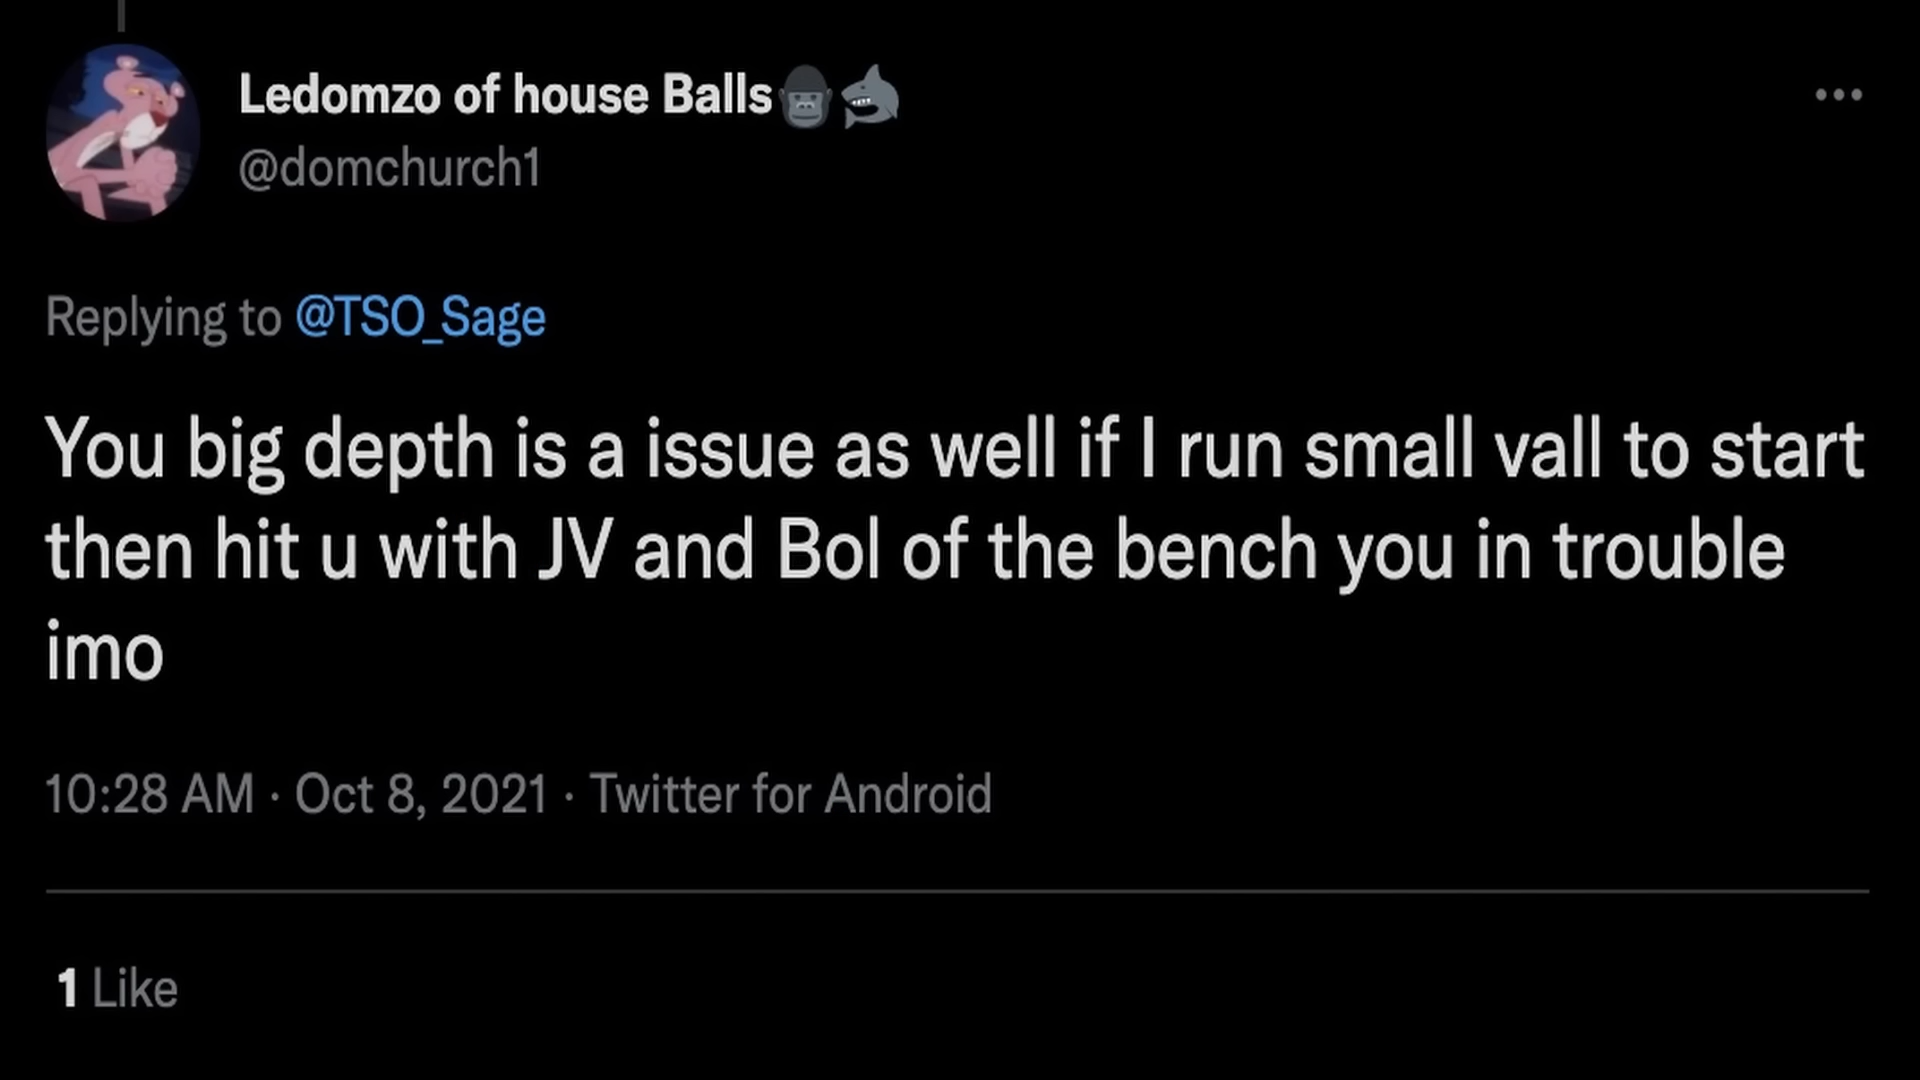 Ledomzo of house Balls🦍🦈
@domchurch1
Replying to @TSO_Sage
You big depth is a issue as well if I run small vall to start
then hit u with JV and Bol of the bench you in trouble
imo
10:28 AM · Oct 8, 2021 · Twitter for Android
1 Like